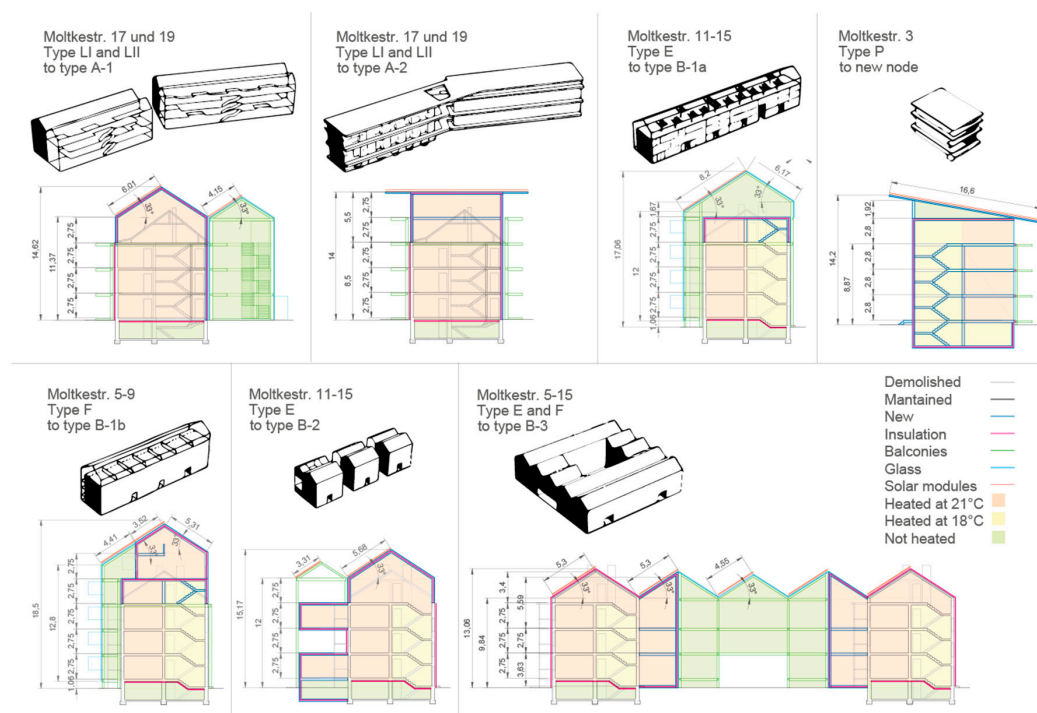 Moltkestr. 17 und 19
Type LI and LII
to type A-1
6,01
4,15
33°
33°
14,62
11,37
2,75
2,75
2,75
2,75
Moltkestr. 17 und 19
Type LI and LII
to type A-2
14
5,5
8,5
2,75
2,75
2,75
2,75
2,75
Moltkestr. 11-15
Type E
to type B-1a
8,2
6,17
33°
33°
17,06
12
1,67
2,75
2,75
2,75
2,75
1,06
Moltkestr. 3
Type P
to new node
16,6
14,2
8,87
1,92
2,8
2,8
2,8
2,8
Moltkestr. 5-9
Type F
to type B-1b
4,41
3,52
5,31
33°
33°
18,5
12,8
2,75
2,75
2,75
2,75
2,75
1,06
Moltkestr. 11-15
Type E
to type B-2
3,31
5,68
33°
15,17
12
2,75
2,75
2,75
2,75
Moltkestr. 5-15
Type E and F
to type B-3
5,3
5,3
4,55
33°
33°
33°
33°
13,06
9,84
3,4
5,59
2,75
2,75
2,75
3,63
Demolished
Mantained
New
Insulation
Balconies
Glass
Solar modules
Heated at 21°C
Heated at 18°C
Not heated